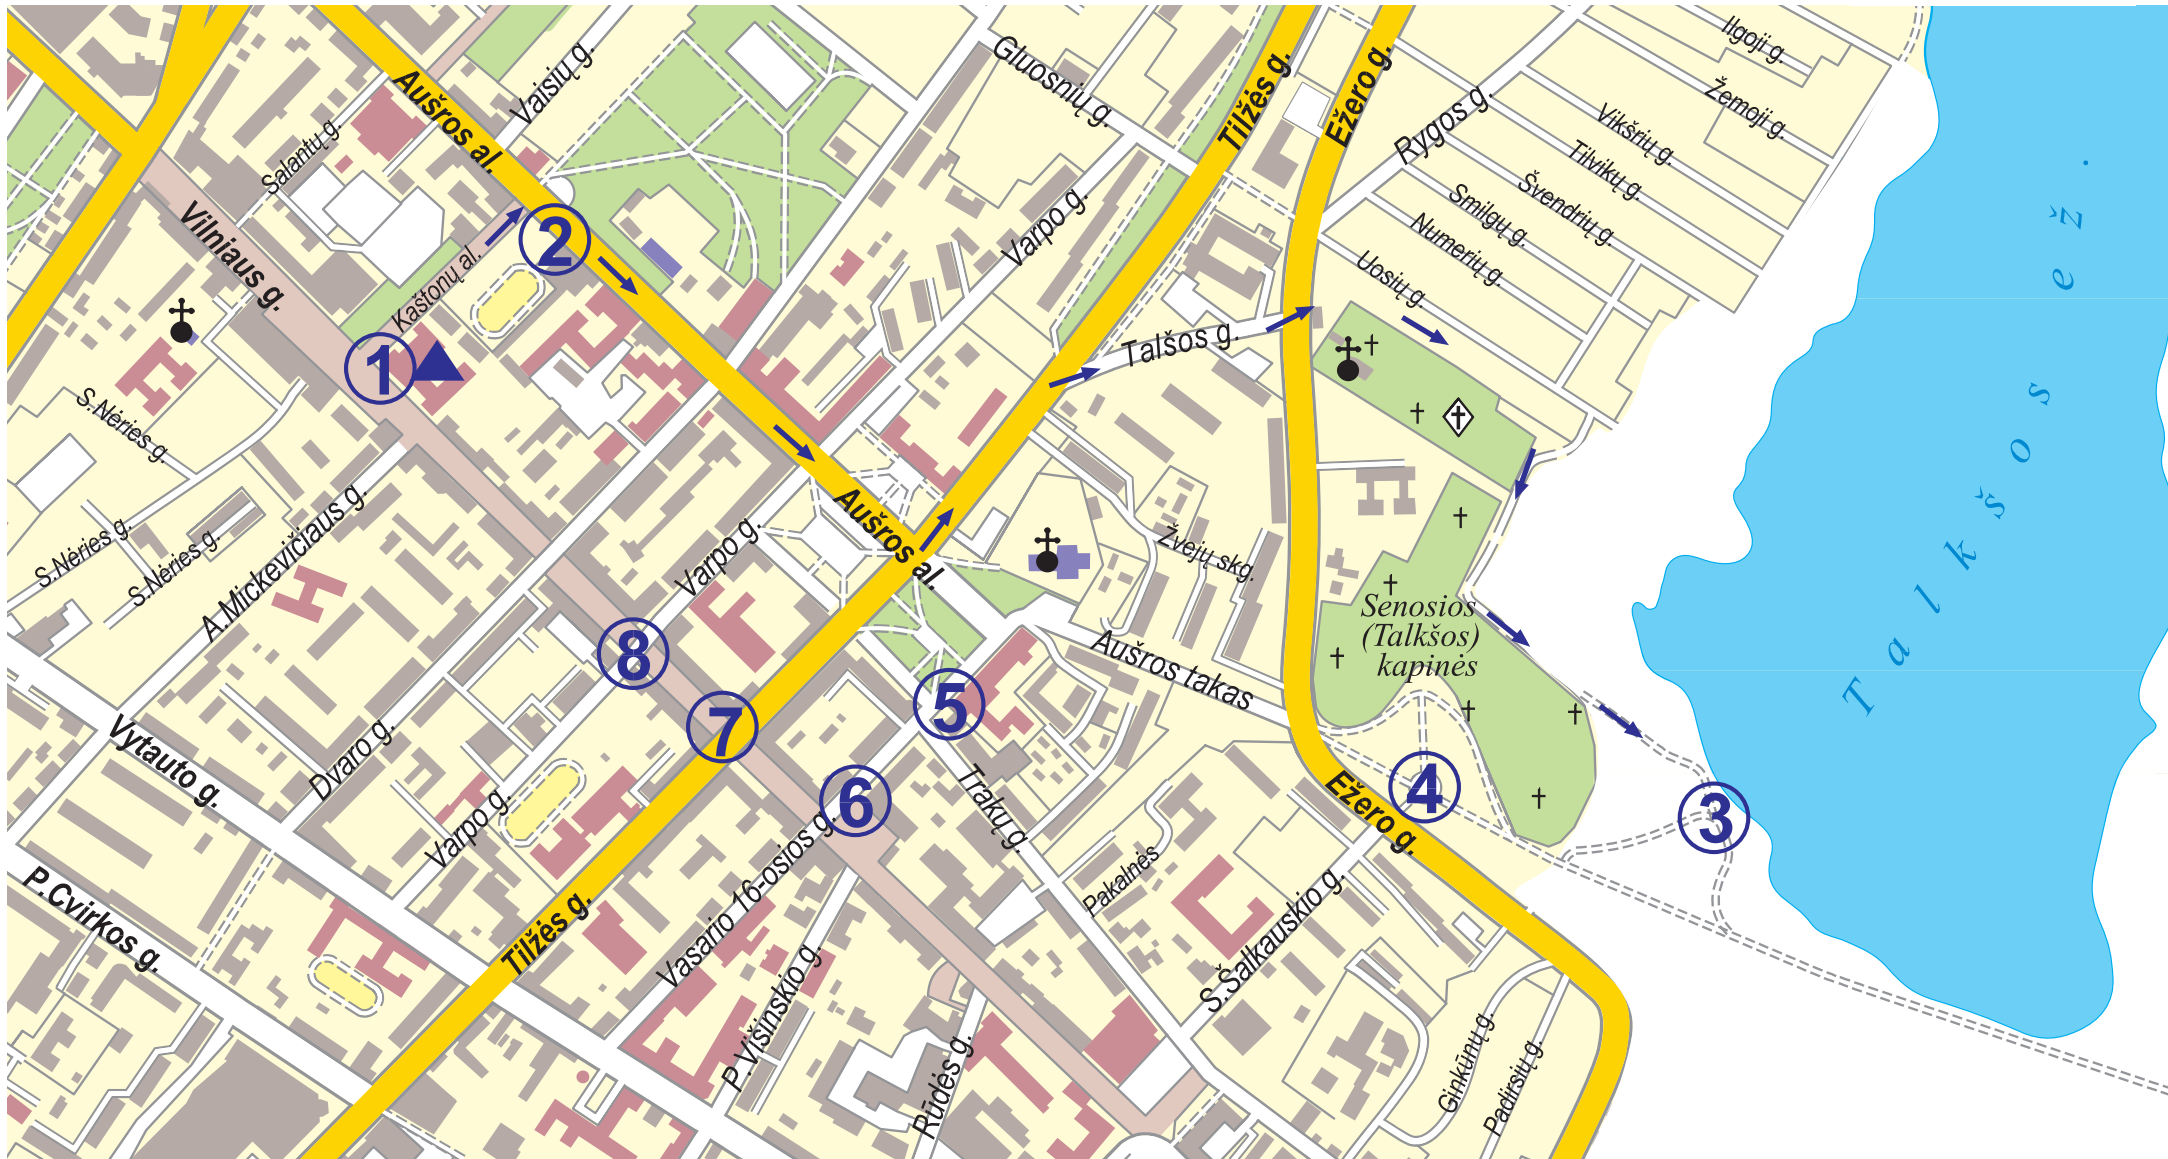 Ilgoji g.
Vaisių g.
Gluosnių g.
Tilžės g.
Ežero g.
Aušros al.
Žemoji g.
Rygos g.
Vikšrių g.
Salantų g.
Tilvikų g.
Švendrių g.
Smilgų g.
Varpo g.
Numerių g.
Vilniaus g.
2
Kaštonų al.
Uosių g.
Talšos g.
1
S.Nėries g.
Talkšos ež.
A.Mickevičiaus g.
Aušros al.
S.Nėries g.
S.Nėries g.
Varpo g.
Žvejų skg.
Senosios
(Talkšos)
kapinės
8
Aušros takas
5
7
Vytauto g.
Dvaro g.
6
4
3
Traký g.
Ežero g.
Varpo g.
Vasario 16-osios g.
Pakalnės
P.Cvirkos g.
Tilžės g.
S.Šalkauskio g.
P.Višinskio g.
Rūdės g.
Ginkūnų g.
Padirsių g.